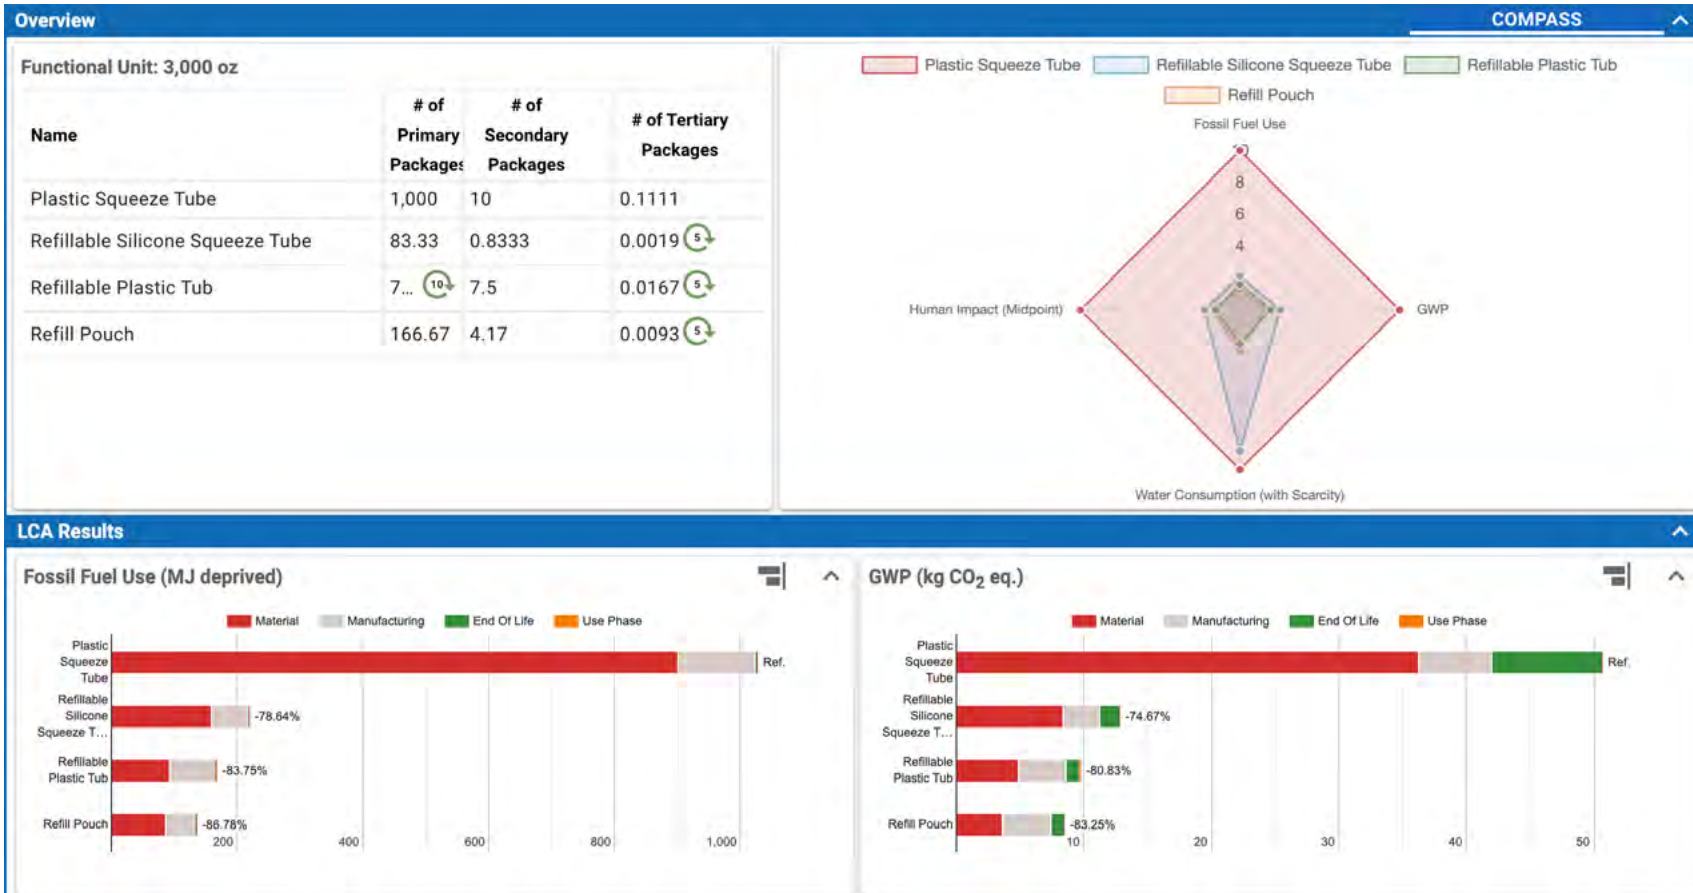 Overview
COMPASS
Functional Unit: 3,000 oz
Name
# of Primary Packages
# of Secondary Packages
# of Tertiary Packages
Plastic Squeeze Tube 1,000 10 0.1111
Refillable Silicone Squeeze Tube 83.33 0.8333 0.0019 5
Refillable Plastic Tub 7... 10 7.5 0.0167 5
Refill Pouch 166.67 4.17 0.0093 5
Plastic Squeeze Tube Refillable Silicone Squeeze Tube Refillable Plastic Tub
Refill Pouch
Fossil Fuel Use
10
8
6
4
Human Impact (Midpoint)
GWP
Water Consumption (with Scarcity)
LCA Results
Fossil Fuel Use (MJ deprived)
Material Manufacturing End Of Life Use Phase
Plastic
Squeeze
Tube
Ref.
Refillable
Silicone
Squeeze T...
-78.64%
Refillable
Plastic Tub
-83.75%
Refill Pouch
-86.78%
200 400 600 800 1,000
GWP (kg CO₂ eq.)
Material Manufacturing End Of Life Use Phase
Plastic
Squeeze
Tube
Ref.
Refillable
Silicone
Squeeze T...
-74.67%
Refillable
Plastic Tub
-80.83%
Refill Pouch
-83.25%
10 20 30 40 50